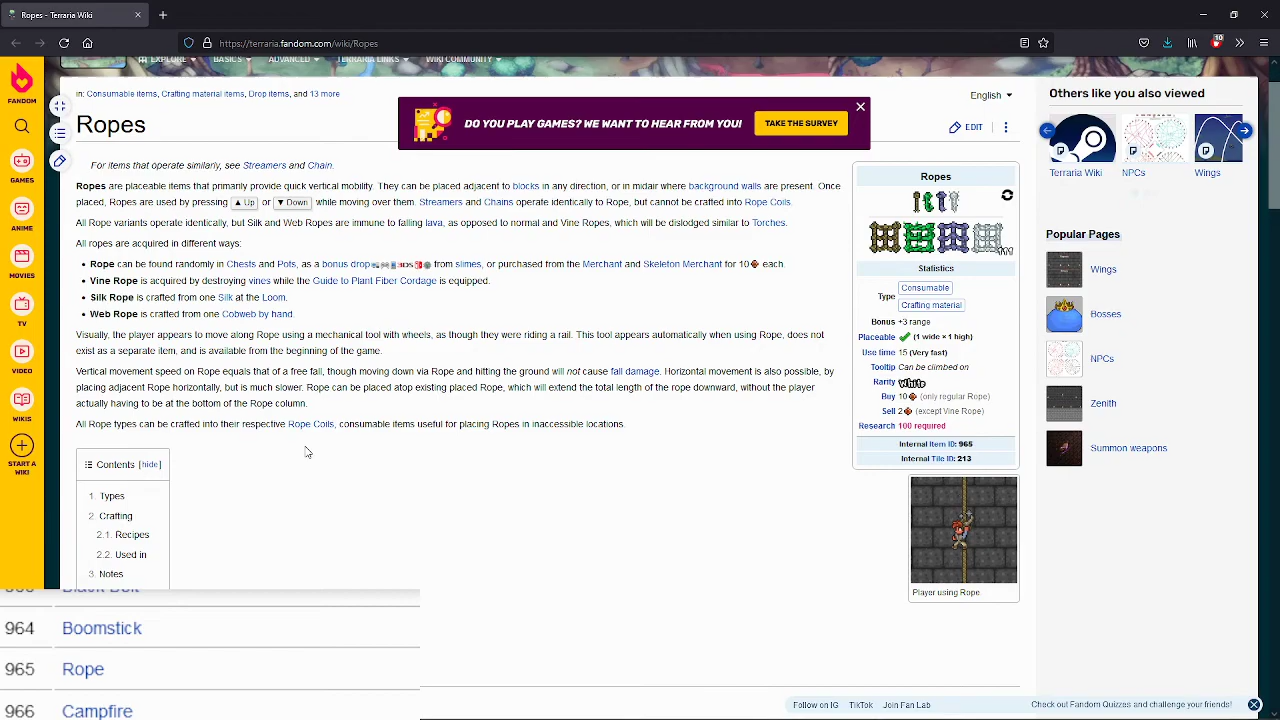 Ropes - Terraria Wiki
https://terraria.fandom.com/wiki/Ropes
10
FANDOM
GAMES
ANIME
MOVIES
TV
VIDEO
WIKIS
START A
WIKI
EXPLORE
BASICS
ADVANCED
TERRARIA LINKS
WIKI COMMUNITY
in: Consumable items, Crafting material items, Drop items, and 13 more
English
Ropes
DO YOU PLAY GAMES? WE WANT TO HEAR FROM YOU!
TAKE THE SURVEY
EDIT
For items that operate similarly, see Streamers and Chain.
Ropes are placeable items that primarily provide quick vertical mobility. They can be placed adjacent to blocks in any direction, or in midair where background walls are present. Once
placed, Ropes are used by pressing ▲ Up or ▼ Down while moving over them. Streamers and Chains operate identically to Rope, but cannot be crafted into Rope Coils.
All Rope variants operate identically, but Silk and Web Ropes are immune to falling lava, as opposed to normal and Vine Ropes, which will be dislodged similarly to Torches.
All ropes are acquired in different ways:
• Rope can be found randomly in Chests and Pots, as a bonus drop 3DS from slimes, or purchased from the Merchant and Skeleton Merchant for 10 each.
• Vine Rope is acquired by destroying vines while the Guide to Plant Fiber Cordage is equipped.
• Silk Rope is crafted from one Silk at the Loom.
• Web Rope is crafted from one Cobweb by hand.
Visually, the player appears to move along Rope using a mechanical tool with wheels, as though they were riding a rail. This tool appears automatically when using Rope, does not
exist as a separate item, and is available from the beginning of the game.
Vertical movement speed on Rope equals that of a free fall, though moving down via Rope and hitting the ground will not cause fall damage. Horizontal movement is also possible, by
placing adjacent Rope horizontally, but is much slower. Rope can be placed atop existing placed Rope, which will extend the total length of the rope downward, without the player
actually having to be at the bottom of the Rope column.
All Rope types can be crafted into their respective Rope Coils, consumable items useful for placing Ropes in inaccessible locations.
Contents [hide]
1. Types
2. Crafting
2.1. Recipes
2.2. Used in
3. Notes
Ropes
Statistics
Type Consumable
Crafting material
Bonus +3 range
Placeable (1 wide × 1 high)
Use time 15 (Very fast)
Tooltip Can be climbed on
Rarity White
Buy 10 (only regular Rope)
Sell 2 (except Vine Rope)
Research 100 required
Internal Item ID: 965
Internal Tile ID: 213
Player using Rope
Others like you also viewed
Terraria Wiki
NPCs
Wings
Popular Pages
Wings
Bosses
NPCs
Zenith
Summon weapons
964 Boomstick
965 Rope
966 Campfire
Follow on IG
TikTok
Join Fan Lab
Check out Fandom Quizzes and challenge your friends!